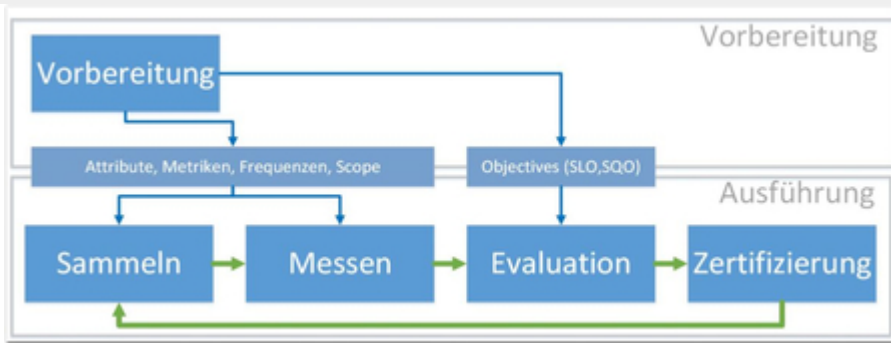 Vorbereitung
Vorbereitung
Attribute, Metriken, Frequenzen, Scope
Objectives (SLO,SQO)
Ausführung
Sammeln
Messen
Evaluation
Zertifizierung